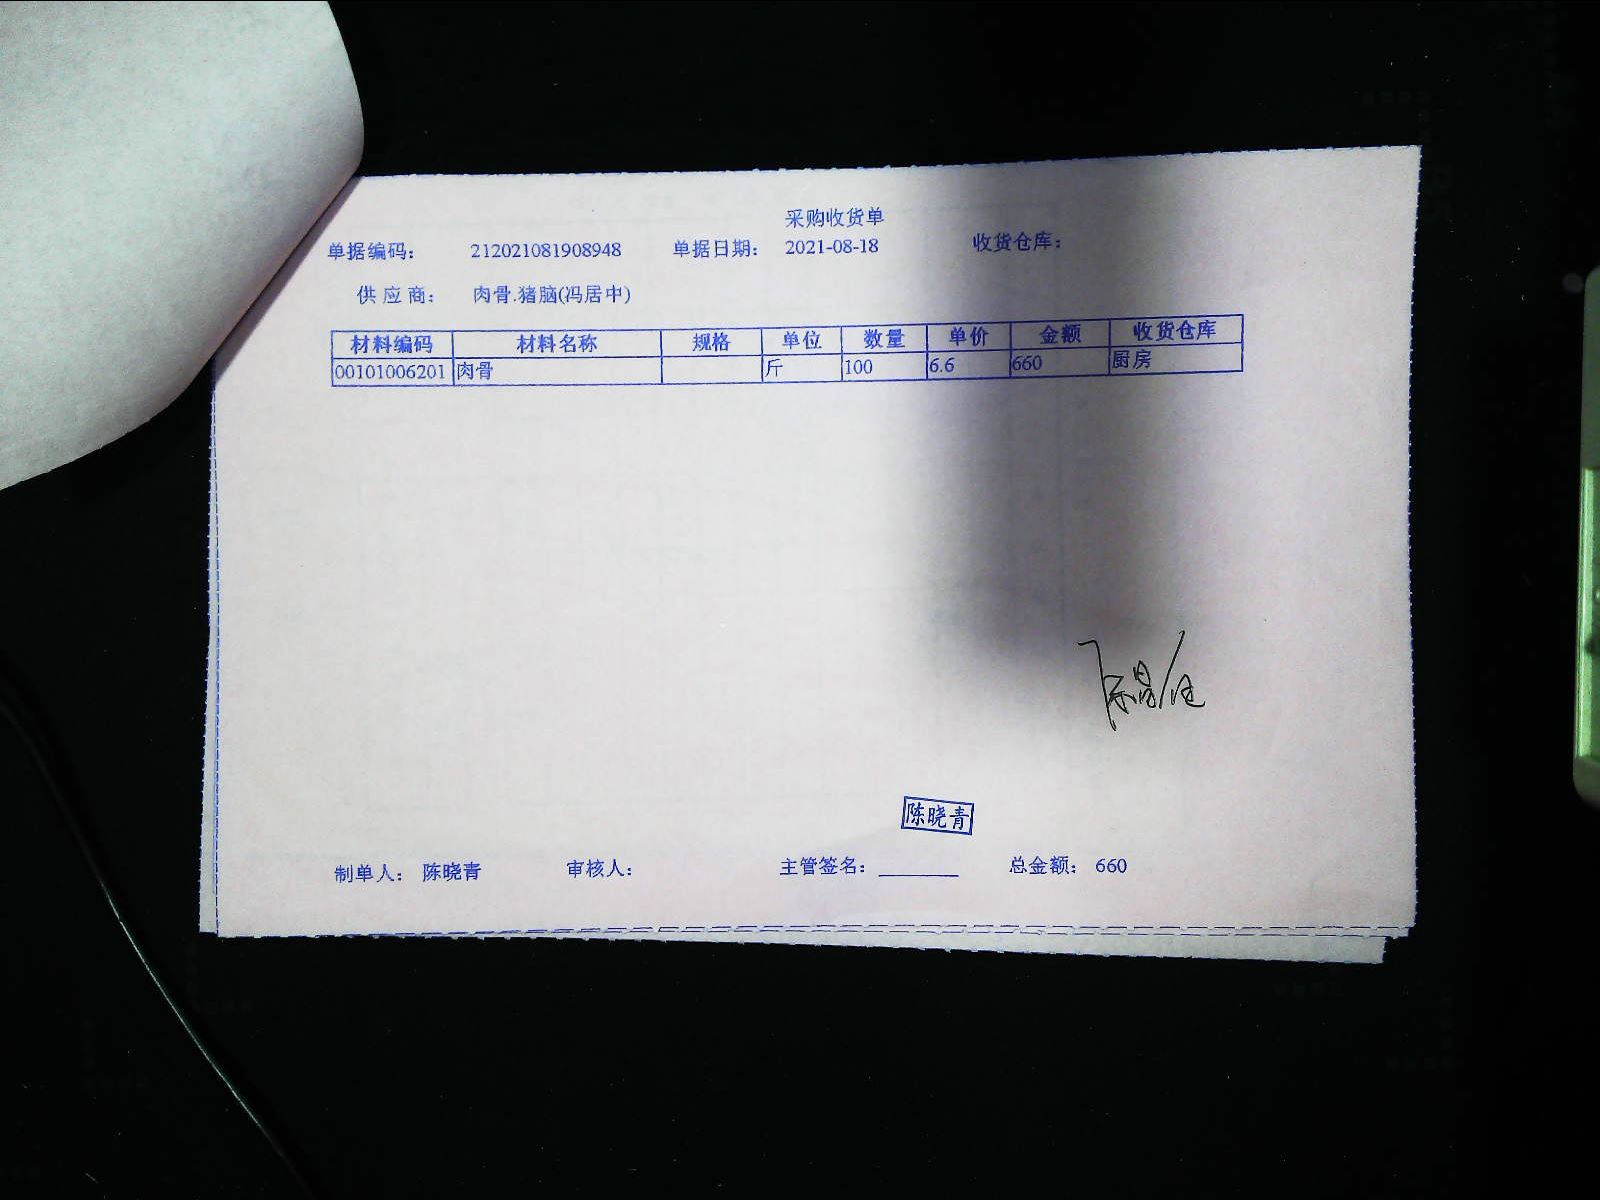 采购收货单
单据编码: 212021081908948 单据日期: 2021-08-18 收货仓库:
供应商: 肉骨.猪脑(冯居中)
材料编码 材料名称 规格 单位 数量 单价 金额 收货仓库
00101006201 肉骨 斤 100 6.6 660 厨房
陈晓青
制单人: 陈晓青 审核人: 主管签名: 总金额: 660